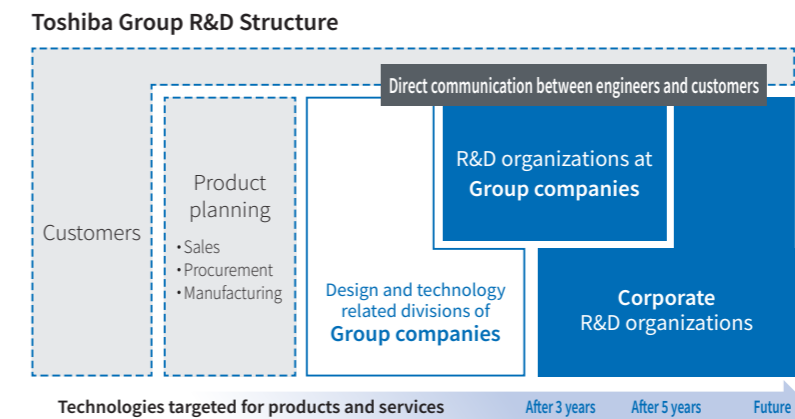 Toshiba Group R&D Structure
Direct communication between engineers and customers
Customers
Product
planning
・Sales
・Procurement
・Manufacturing
Design and technology
related divisions of
Group companies
R&D organizations at
Group companies
Corporate
R&D organizations
Technologies targeted for products and services
After 3 years
After 5 years
Future